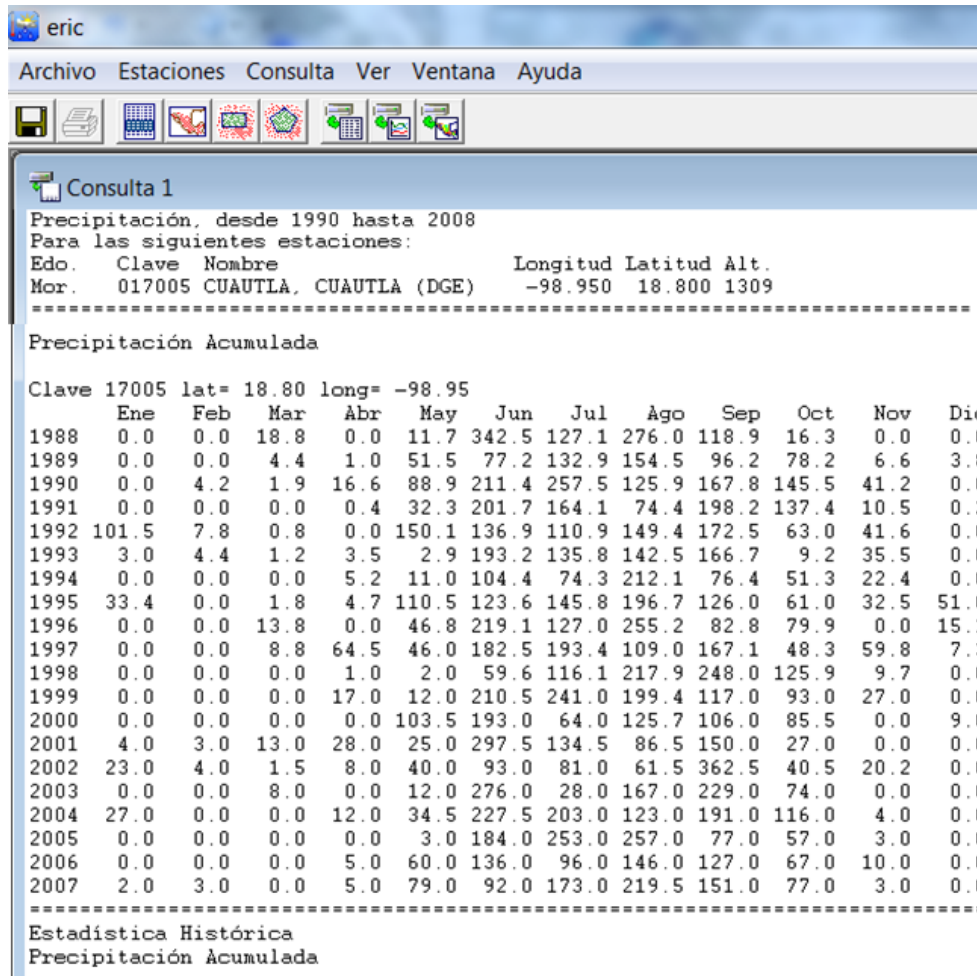 eric
Archivo Estaciones Consulta Ver Ventana Ayuda
Consulta 1
Precipitación, desde 1990 hasta 2008
Para las siguientes estaciones:
Edo. Clave Nombre Longitud Latitud Alt.
Mor. 017005 CUAUTLA, CUAUTLA (DGE) -98.950 18.800 1309
Precipitación Acumulada
Clave 17005 lat= 18.80 long= -98.95
Ene Feb Mar Abr May Jun Jul Ago Sep Oct Nov Dic
1988 0.0 0.0 18.8 0.0 11.7 342.5 127.1 276.0 118.9 16.3 0.0 0.
1989 0.0 0.0 4.4 1.0 51.5 77.2 132.9 154.5 96.2 78.2 6.6 3.
1990 0.0 4.2 1.9 16.6 88.9 211.4 257.5 125.9 167.8 145.5 41.2 0.
1991 0.0 0.0 0.0 0.4 32.3 201.7 164.1 74.4 198.2 137.4 10.5 0.
1992 101.5 7.8 0.8 0.0 150.1 136.9 110.9 149.4 172.5 63.0 41.6 0.
1993 3.0 4.4 1.2 3.5 2.9 193.2 135.8 142.5 166.7 9.2 35.5 0.
1994 0.0 0.0 0.0 5.2 11.0 104.4 74.3 212.1 76.4 51.3 22.4 0.
1995 33.4 0.0 1.8 4.7 110.5 123.6 145.8 196.7 126.0 61.0 32.5 51.
1996 0.0 0.0 13.8 0.0 46.8 219.1 127.0 255.2 82.8 79.9 0.0 15.
1997 0.0 0.0 8.8 64.5 46.0 182.5 193.4 109.0 167.1 48.3 59.8 7.
1998 0.0 0.0 0.0 1.0 2.0 59.6 116.1 217.9 248.0 125.9 9.7 0.
1999 0.0 0.0 0.0 17.0 12.0 210.5 241.0 199.4 117.0 93.0 27.0 0.
2000 0.0 0.0 0.0 0.0 103.5 193.0 64.0 125.7 106.0 85.5 0.0 9.
2001 4.0 3.0 13.0 28.0 25.0 297.5 134.5 86.5 150.0 27.0 0.0 0.
2002 23.0 4.0 1.5 8.0 40.0 93.0 81.0 61.5 362.5 40.5 20.2 0.
2003 0.0 0.0 8.0 0.0 12.0 276.0 28.0 167.0 229.0 74.0 0.0 0.
2004 27.0 0.0 0.0 12.0 34.5 227.5 203.0 123.0 191.0 116.0 4.0 0.
2005 0.0 0.0 0.0 0.0 3.0 184.0 253.0 257.0 77.0 57.0 3.0 0.
2006 0.0 0.0 0.0 5.0 60.0 136.0 96.0 146.0 127.0 67.0 10.0 0.
2007 2.0 3.0 0.0 5.0 79.0 92.0 173.0 219.5 151.0 77.0 3.0 0.
Estadística Histórica
Precipitación Acumulada